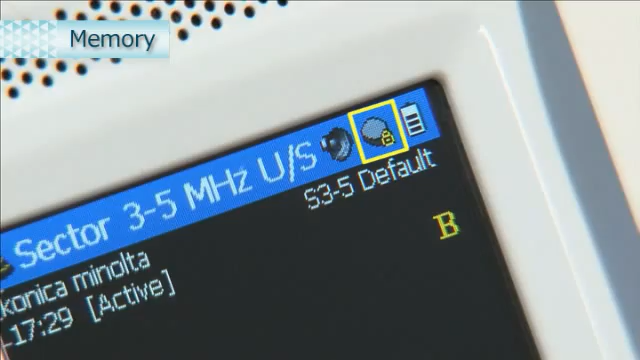 Memory
Sector 3-5 MHz U/S
S3-5 Default
B
konica minolta
-17:29 [Active]